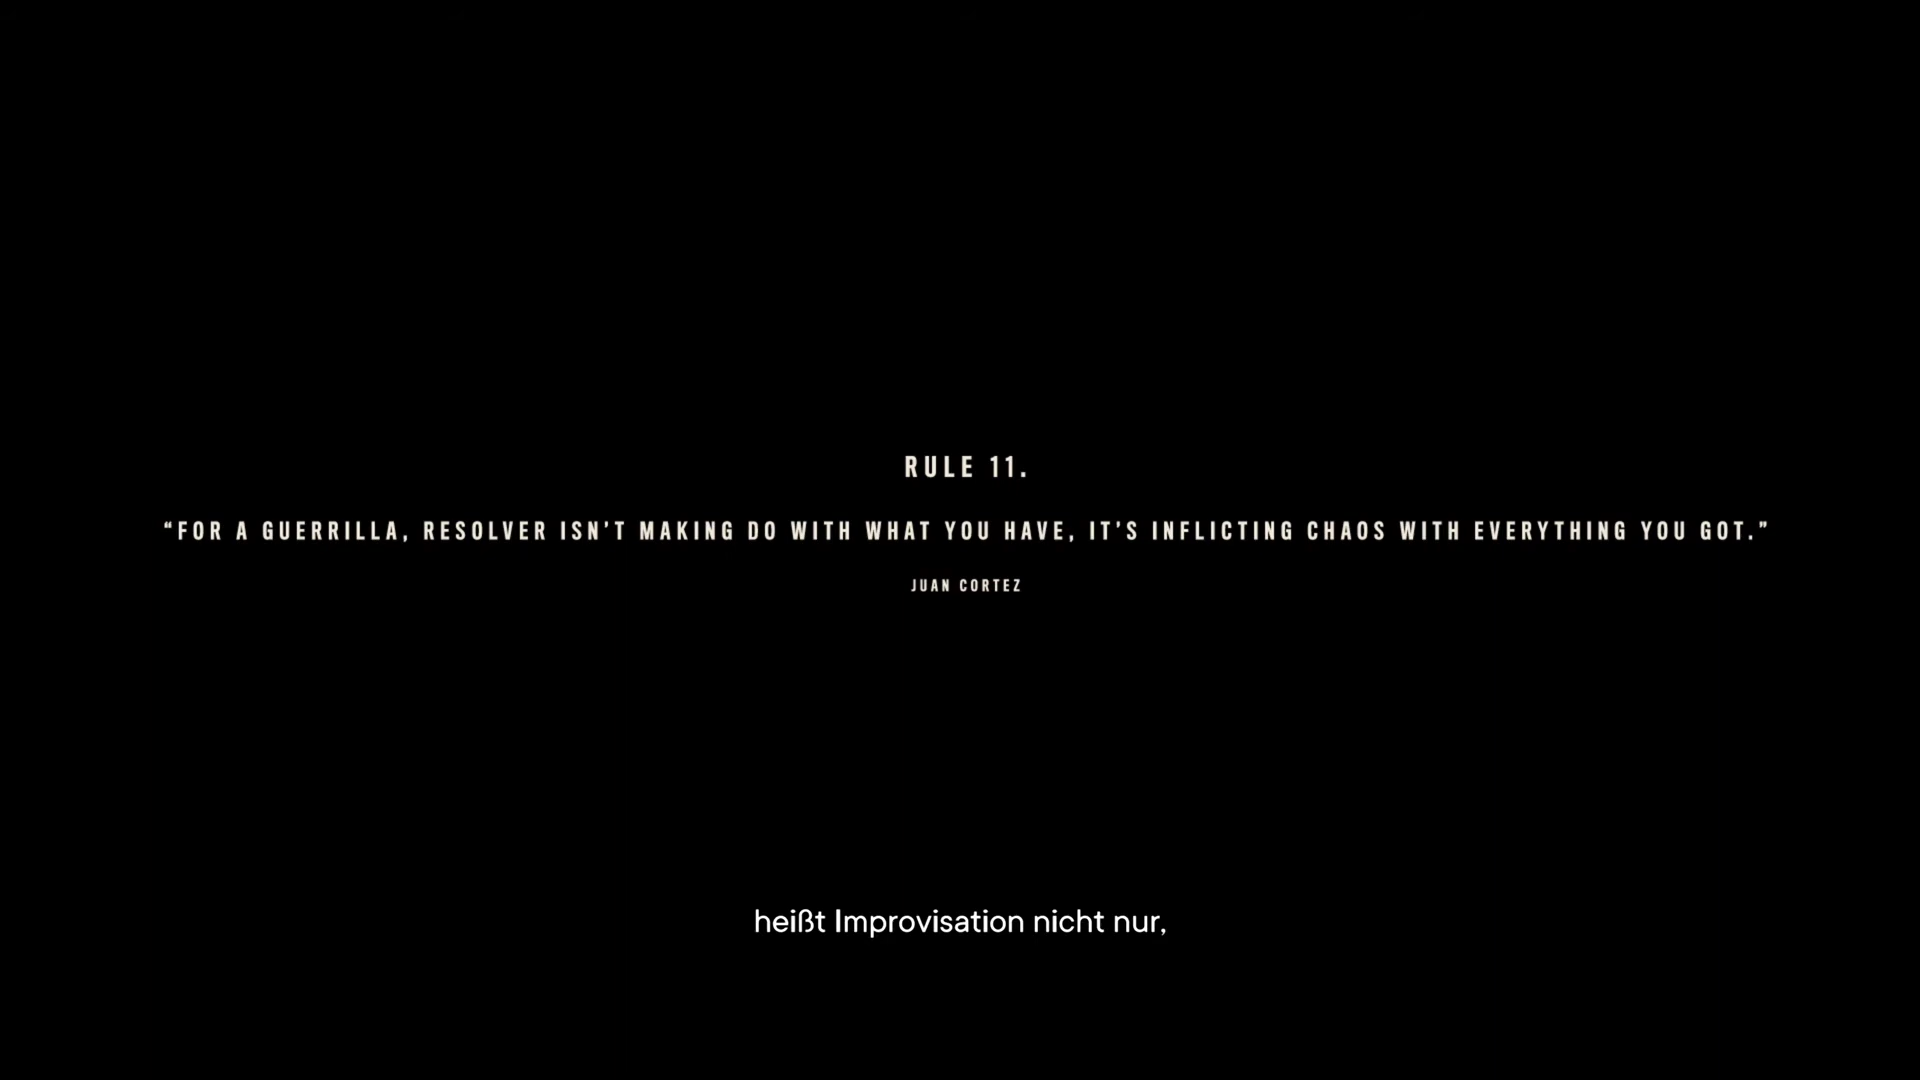 RULE 11.
“FOR A GUERRILLA, RESOLVER ISN’T MAKING DO WITH WHAT YOU HAVE, IT’S INFLICTING CHAOS WITH EVERYTHING YOU GOT.”
JUAN CORTEZ
heißt Improvisation nicht nur,